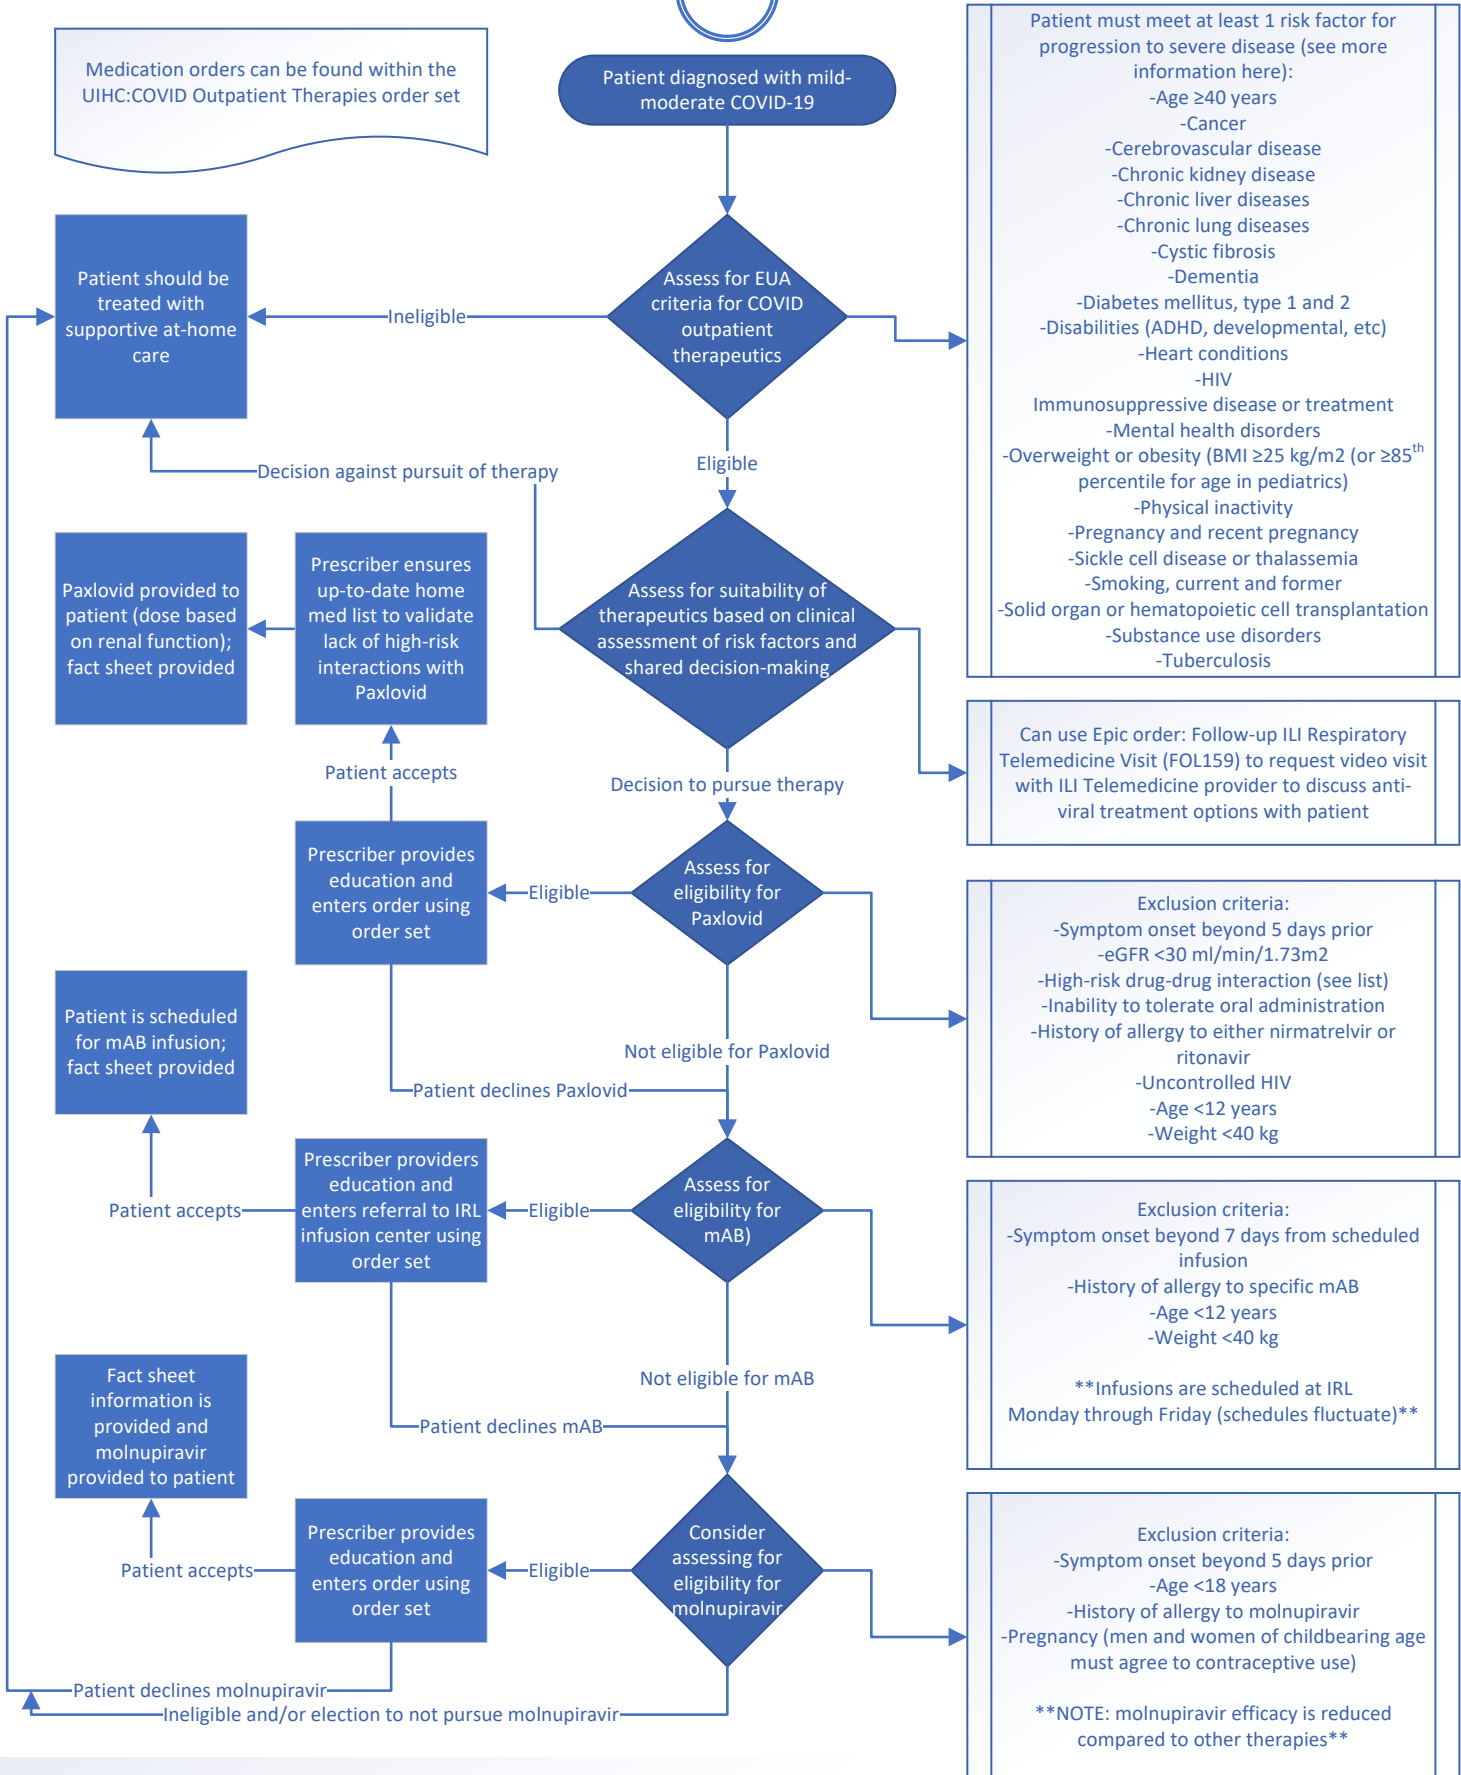 Medication orders can be found within the
UIHC:COVID Outpatient Therapies order set
Patient diagnosed with mild-
moderate COVID-19
Patient must meet at least 1 risk factor for
progression to severe disease (see more
information here):
-Age ≥40 years
-Cancer
-Cerebrovascular disease
-Chronic kidney disease
-Chronic liver diseases
-Chronic lung diseases
-Cystic fibrosis
-Dementia
-Diabetes mellitus, type 1 and 2
-Disabilities (ADHD, developmental, etc)
-Heart conditions
-HIV
Immunosuppressive disease or treatment
-Mental health disorders
-Overweight or obesity (BMI ≥25 kg/m2 (or ≥85th
percentile for age in pediatrics)
-Physical inactivity
-Pregnancy and recent pregnancy
-Sickle cell disease or thalassemia
-Smoking, current and former
-Solid organ or hematopoietic cell transplantation
-Substance use disorders
-Tuberculosis
Patient should be
treated with
supportive at-home
care
Ineligible
Assess for EUA
criteria for COVID
outpatient
therapeutics
Eligible
Decision against pursuit of therapy
Paxlovid provided to
patient (dose based
on renal function);
fact sheet provided
Prescriber ensures
up-to-date home
med list to validate
lack of high-risk
interactions with
Paxlovid
Assess for suitability of
therapeutics based on clinical
assessment of risk factors and
shared decision-making
Can use Epic order: Follow-up ILI Respiratory
Telemedicine Visit (FOL159) to request video visit
with ILI Telemedicine provider to discuss anti-
viral treatment options with patient
Patient accepts
Decision to pursue therapy
Prescriber provides
education and
enters order using
order set
Eligible
Assess for
eligibility for
Paxlovid
Exclusion criteria:
-Symptom onset beyond 5 days prior
-eGFR <30 ml/min/1.73m2
-High-risk drug-drug interaction (see list)
-Inability to tolerate oral administration
-History of allergy to either nirmatrelvir or
ritonavir
-Uncontrolled HIV
-Age <12 years
-Weight <40 kg
Patient is scheduled
for mAB infusion;
fact sheet provided
Not eligible for Paxlovid
Patient declines Paxlovid
Patient accepts
Prescriber providers
education and
enters referral to IRL
infusion center using
order set
Eligible
Assess for
eligibility for
mAB)
Exclusion criteria:
-Symptom onset beyond 7 days from scheduled
infusion
-History of allergy to specific mAB
-Age <12 years
-Weight <40 kg
**Infusions are scheduled at IRL
Monday through Friday (schedules fluctuate)**
Not eligible for mAB
Patient declines mAB
Fact sheet
information is
provided and
molnupiravir
provided to patient
Patient accepts
Prescriber provides
education and
enters order using
order set
Eligible
Consider
assessing for
eligibility for
molnupiravir
Exclusion criteria:
-Symptom onset beyond 5 days prior
-Age <18 years
-History of allergy to molnupiravir
-Pregnancy (men and women of childbearing age
must agree to contraceptive use)
**NOTE: molnupiravir efficacy is reduced
compared to other therapies**
Patient declines molnupiravir
Ineligible and/or election to not pursue molnupiravir